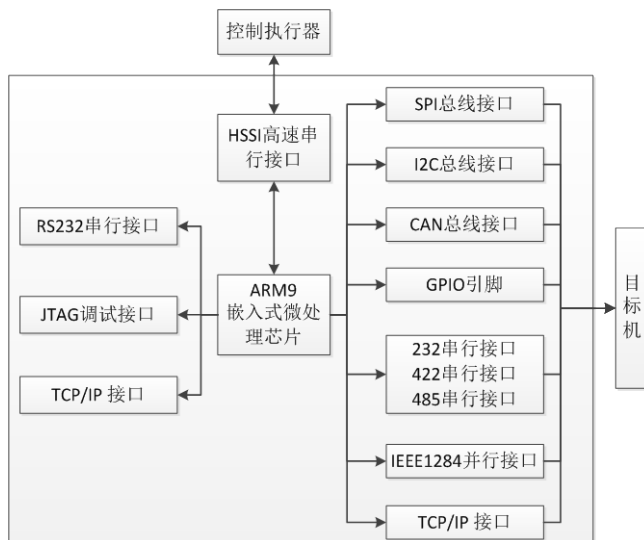 控制执行器
HSSI高速串
行接口
RS232串行接口
JTAG调试接口
TCP/IP 接口
ARM9
嵌入式微处
理芯片
SPI总线接口
I2C总线接口
CAN总线接口
GPIO引脚
232串行接口
422串行接口
485串行接口
IEEE1284并行接口
TCP/IP 接口
目
标
机